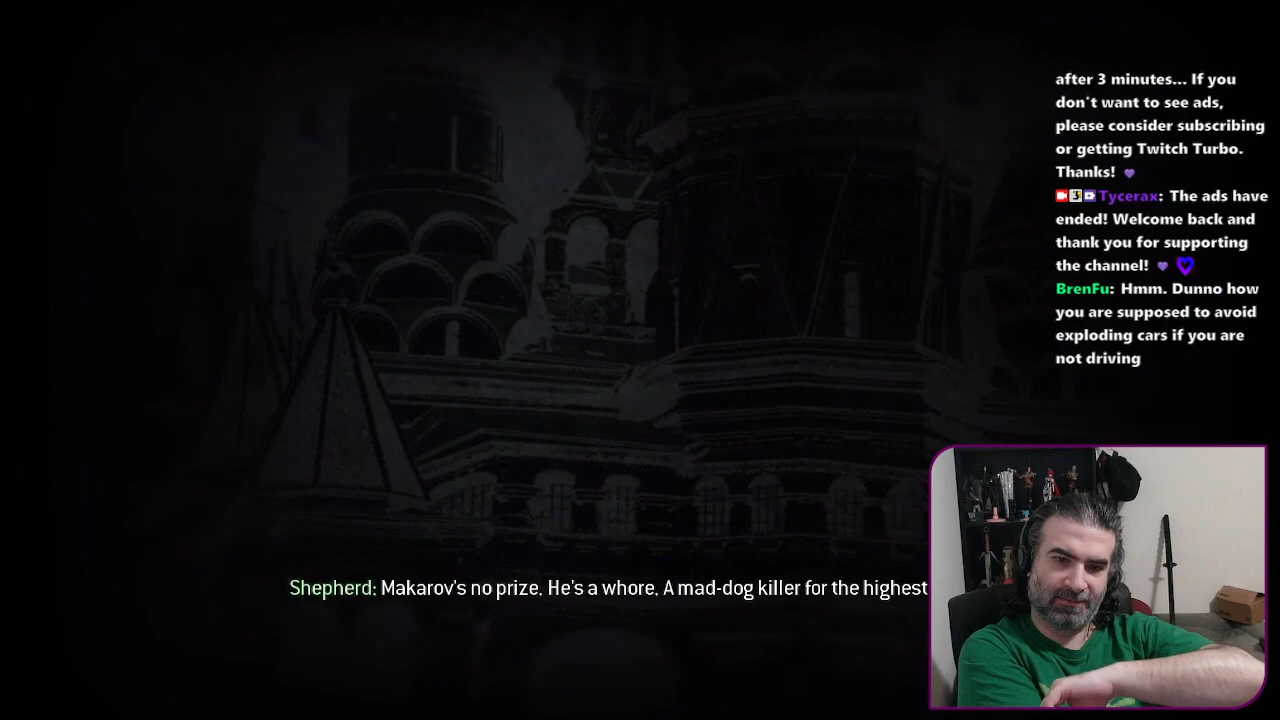 after 3 minutes... If you
don't want to see ads,
please consider subscribing
or getting Twitch Turbo.
Thanks!
Tycerax: The ads have
ended! Welcome back and
thank you for supporting
the channel!
BrenFu: Hmm. Dunno how
you are supposed to avoid
exploding cars if you are
not driving
Shepherd: Makarov's no prize. He's a whore. A mad-dog killer for the highest